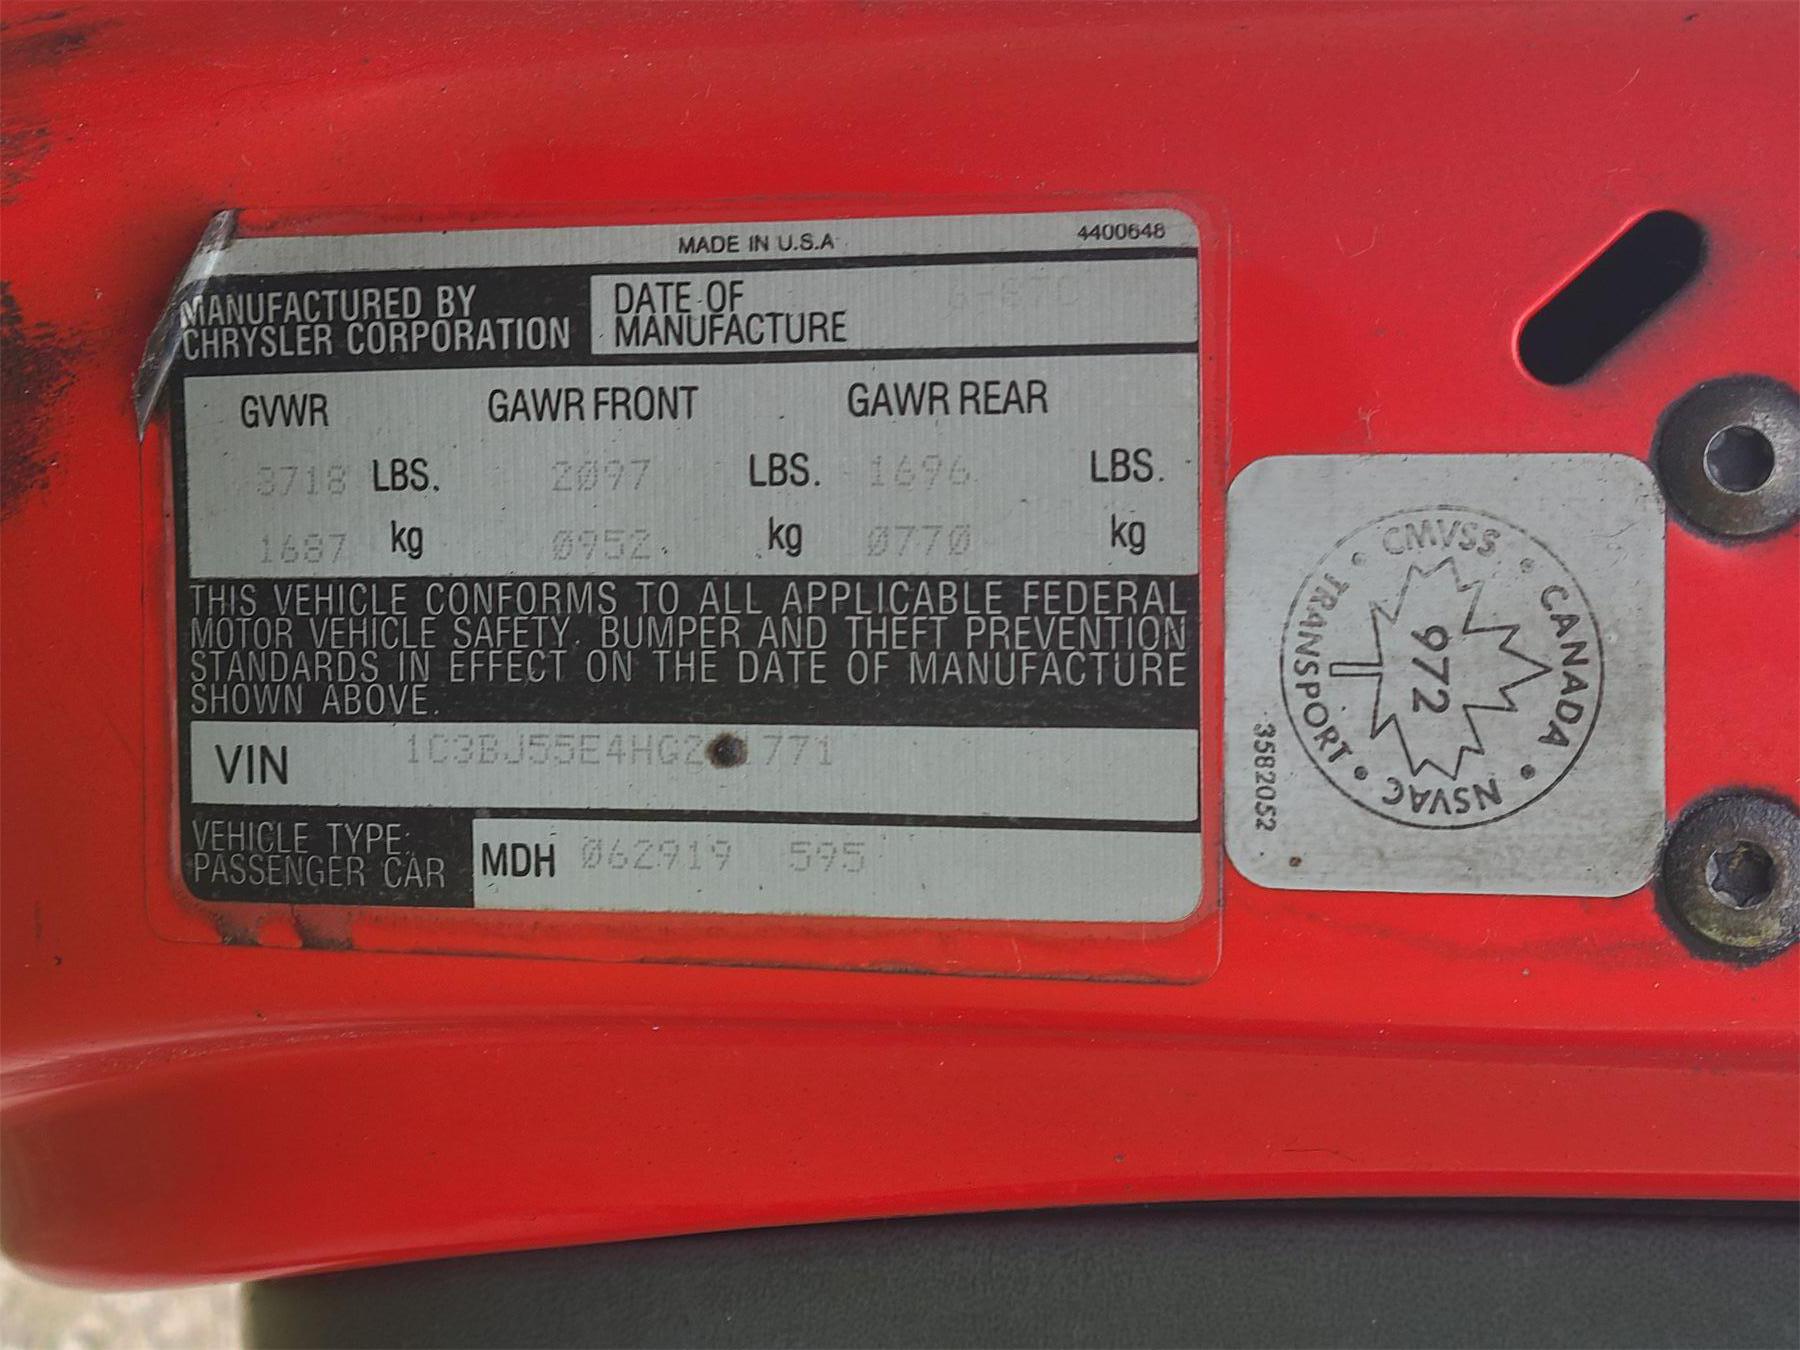 MADE IN U.S.A
4400648
MANUFACTURED BY
CHRYSLER CORPORATION
DATE OF
MANUFACTURE
GVWR GAWR FRONT GAWR REAR
3718 LBS. 2097 LBS. 1696 LBS.
1687 kg 0952 kg 0770 kg
THIS VEHICLE CONFORMS TO ALL APPLICABLE FEDERAL
MOTOR VEHICLE SAFETY, BUMPER AND THEFT PREVENTION
STANDARDS IN EFFECT ON THE DATE OF MANUFACTURE
SHOWN ABOVE.
VIN
VEHICLE TYPE:
PASSENGER CAR
MDH 062919 595
CMVSS • CANADA • NSVAC • TRANSPORT •
972
3582052